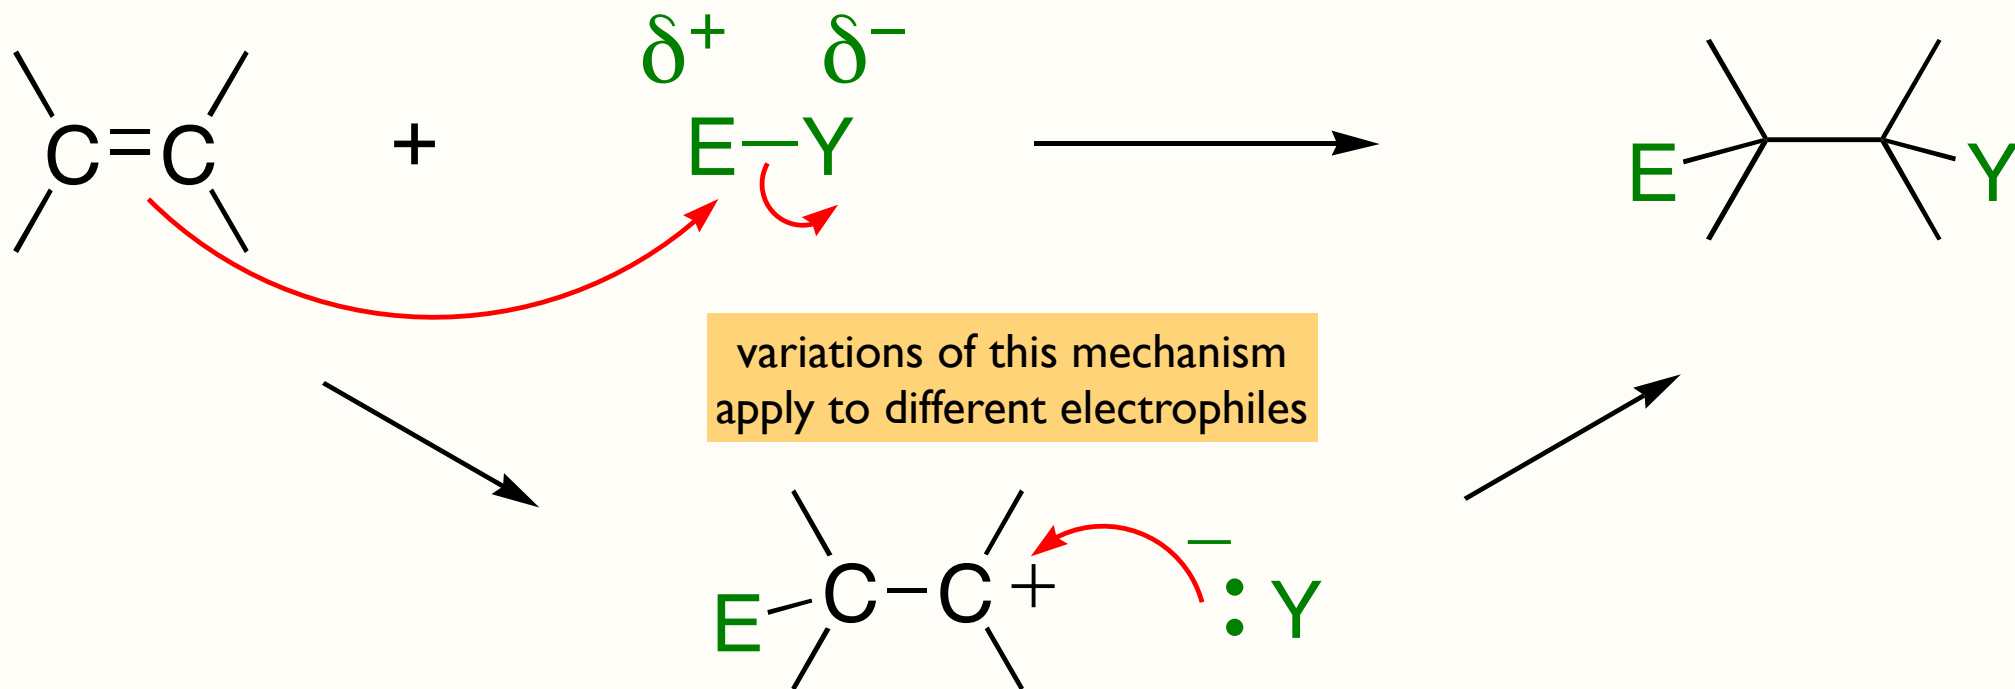 δ+ δ−
C=C + E—Y
E Y
variations of this mechanism
apply to different electrophiles
E C—C+ −:Y